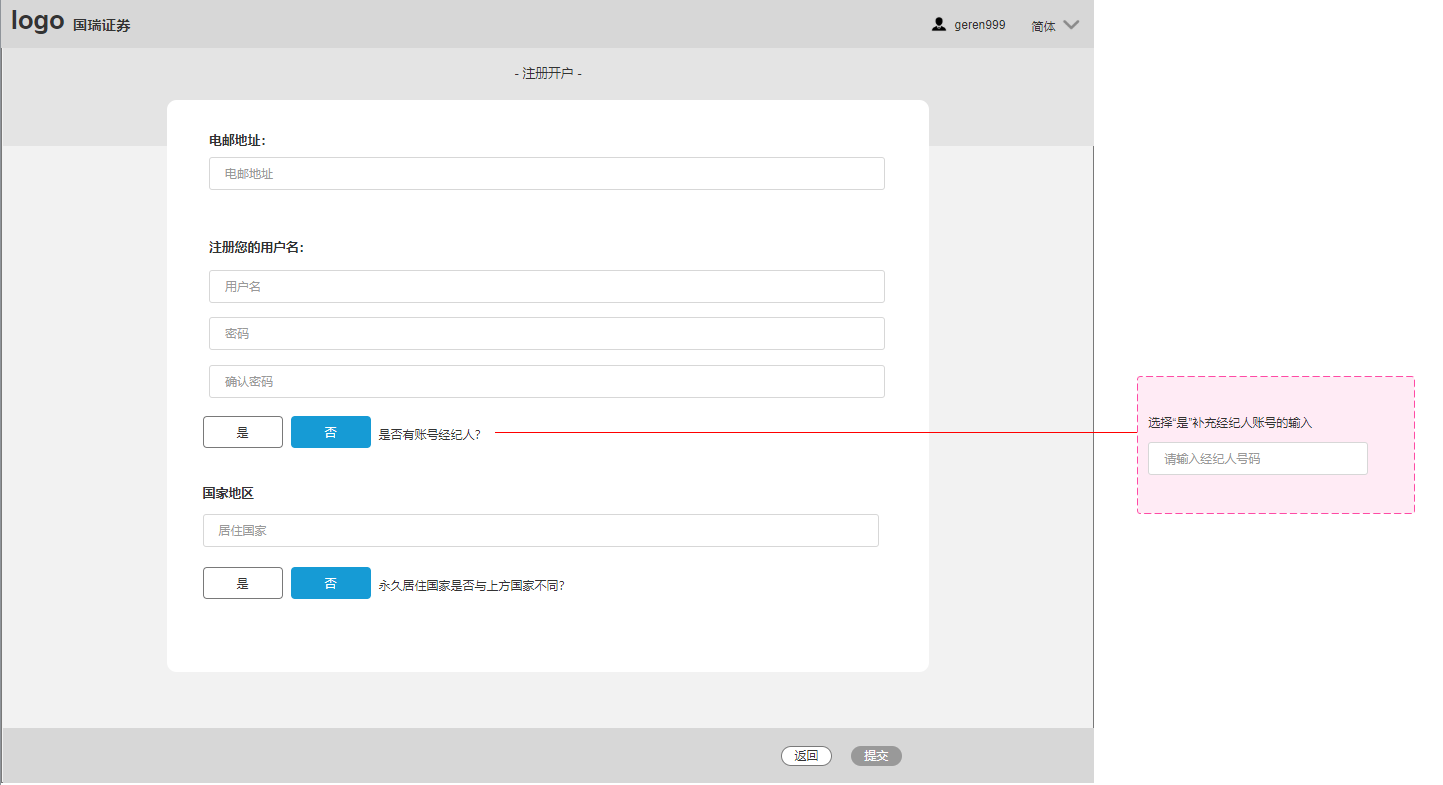 logo 国瑞证券
geren999 简体
- 注册开户 -
电邮地址:
电邮地址
注册您的用户名:
用户名
密码
确认密码
是 否 是否有账号经纪人?
选择“是”补充经纪人账号的输入
请输入经纪人号码
国家地区
居住国家
是 否 永久居住国家是否与上方国家不同?
返回 提交